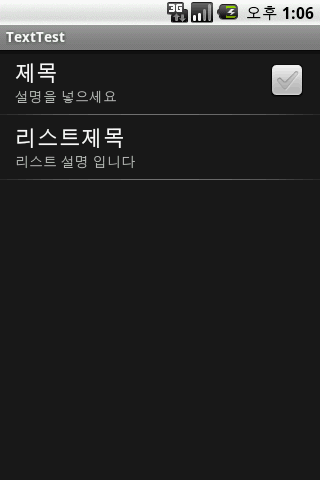 3G 오후 1:06
TextTest
제목
설명을 넣으세요
리스트제목
리스트 설명 입니다